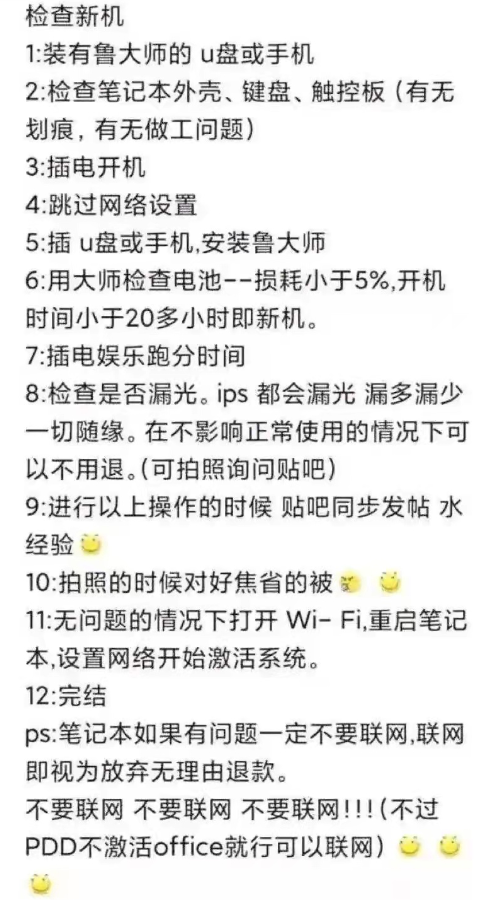 检查新机
1:装有鲁大师的 u盘或手机
2:检查笔记本外壳、键盘、触控板（有无
划痕，有无做工问题）
3:插电开机
4:跳过网络设置
5:插 u盘或手机,安装鲁大师
6:用大师检查电池--损耗小于5%,开机
时间小于20多小时即新机。
7:插电娱乐跑分时间
8:检查是否漏光。ips 都会漏光 漏多漏少
一切随缘。在不影响正常使用的情况下可
以不用退。（可拍照询问贴吧）
9:进行以上操作的时候 贴吧同步发帖 水
经验
10:拍照的时候对好焦省的被
11:无问题的情况下打开 Wi- Fi,重启笔记
本,设置网络开始激活系统。
12:完结
ps:笔记本如果有问题一定不要联网,联网
即视为放弃无理由退款。
不要联网 不要联网 不要联网!!!（不过
PDD不激活office就行可以联网）